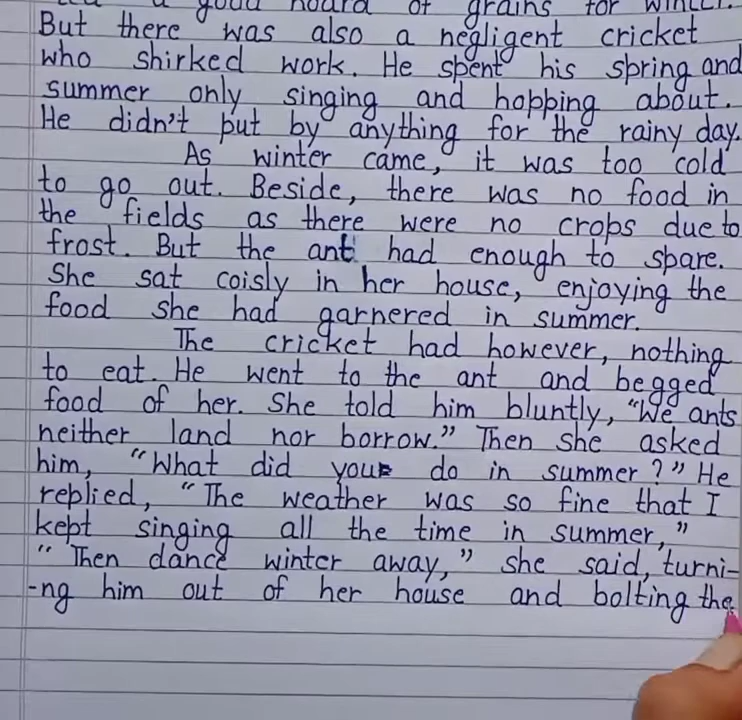 a good hoard of grains for winter.
But there was also a negligent cricket
who shirked work. He spent his spring and
summer only singing and hopping about.
He didn't put by anything for the rainy day.
As winter came, it was too cold
to go out. Beside, there was no food in
the fields as there were no crops due to
frost. But the ant had enough to spare.
She sat coisly in her house, enjoying the
food she had garnered in summer.
The cricket had however, nothing
to eat. He went to the ant and begged
food of her. She told him bluntly, "We ants
neither land nor borrow." Then she asked
him, "What did you do in summer?" He
replied, "The weather was so fine that I
kept singing all the time in summer,"
"Then dance winter away," she said, turni-
-ng him out of her house and bolting the